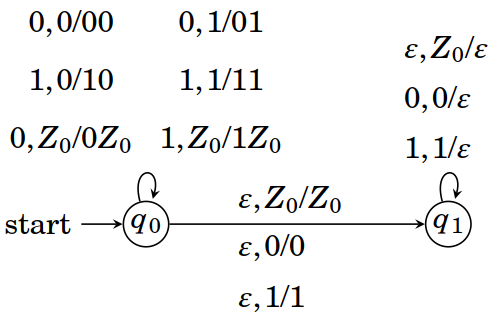 0, 0/00 0, 1/01
1, 0/10 1, 1/11
0, Z₀/0Z₀ 1, Z₀/1Z₀
ε, Z₀/ε
0, 0/ε
1, 1/ε
start q₀
ε, Z₀/Z₀
ε, 0/0
ε, 1/1
q₁